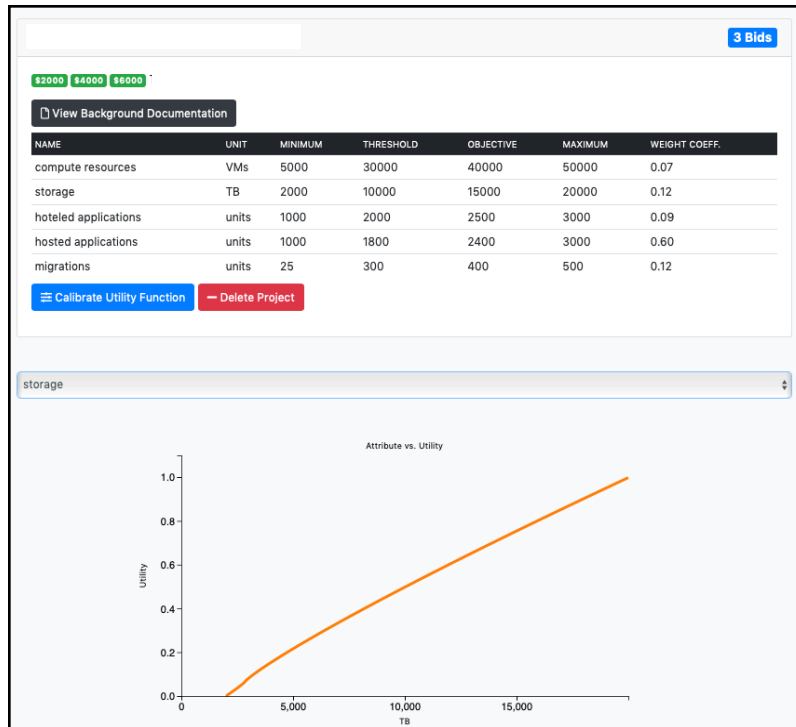 3 Bids
$2000 $4000 $6000
View Background Documentation
NAME UNIT MINIMUM THRESHOLD OBJECTIVE MAXIMUM WEIGHT COEFF.
compute resources VMs 5000 30000 40000 50000 0.07
storage TB 2000 10000 15000 20000 0.12
hoteled applications units 1000 2000 2500 3000 0.09
hosted applications units 1000 1800 2400 3000 0.60
migrations units 25 300 400 500 0.12
Calibrate Utility Function Delete Project
storage
Attribute vs. Utility
1.0
0.8
0.6
Utility
0.4
0.2
0.0
0 5,000 10,000 15,000
TB